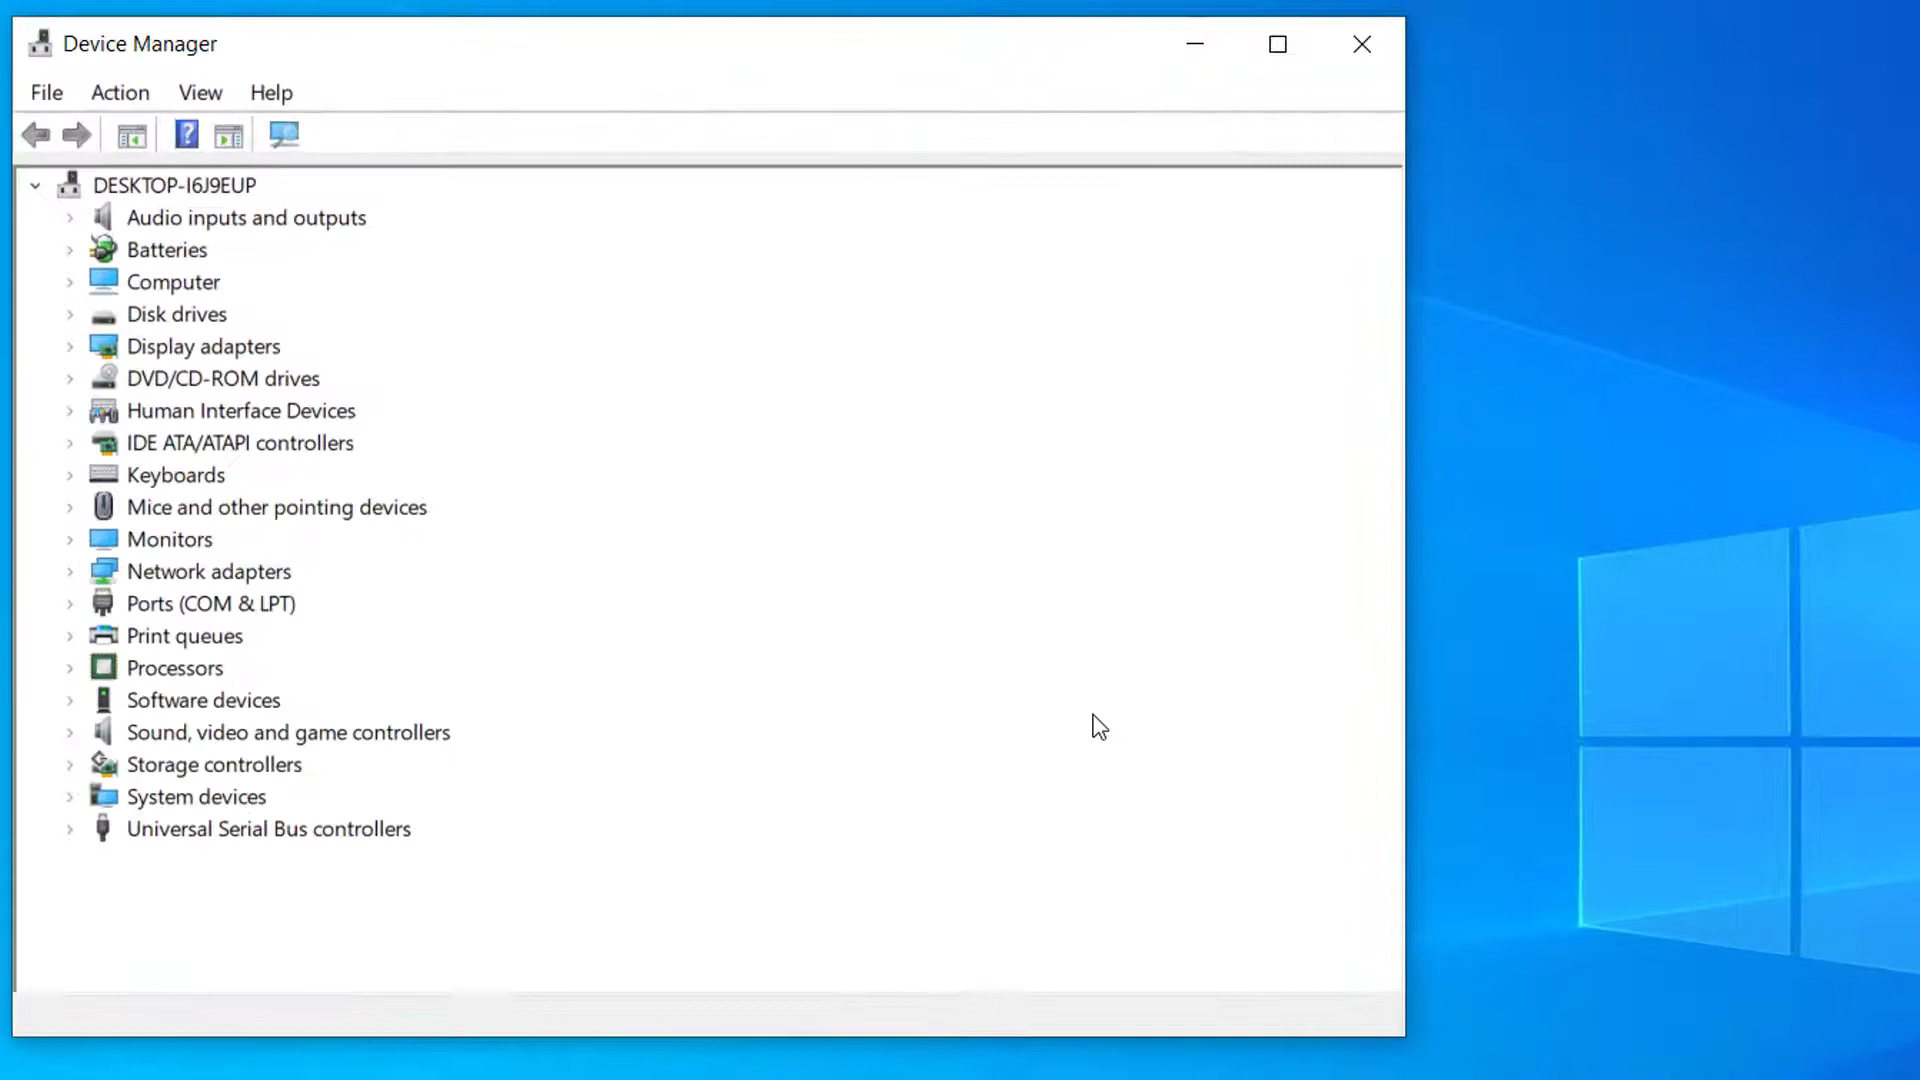 Device Manager
File Action View Help
?
DESKTOP-I6J9EUP
Audio inputs and outputs
Batteries
Computer
Disk drives
Display adapters
DVD/CD-ROM drives
Human Interface Devices
IDE ATA/ATAPI controllers
Keyboards
Mice and other pointing devices
Monitors
Network adapters
Ports (COM & LPT)
Print queues
Processors
Software devices
Sound, video and game controllers
Storage controllers
System devices
Universal Serial Bus controllers